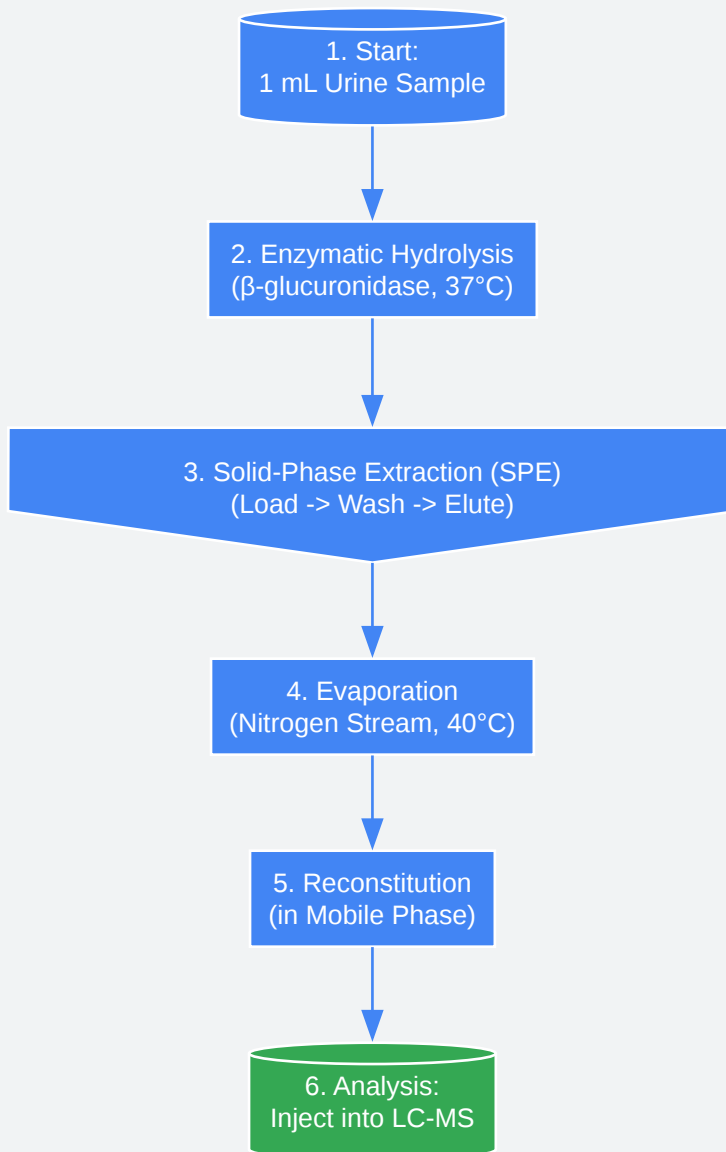 1. Start:
1 mL Urine Sample
2. Enzymatic Hydrolysis
(β-glucuronidase, 37°C)
3. Solid-Phase Extraction (SPE)
(Load -> Wash -> Elute)
4. Evaporation
(Nitrogen Stream, 40°C)
5. Reconstitution
(in Mobile Phase)
6. Analysis:
Inject into LC-MS